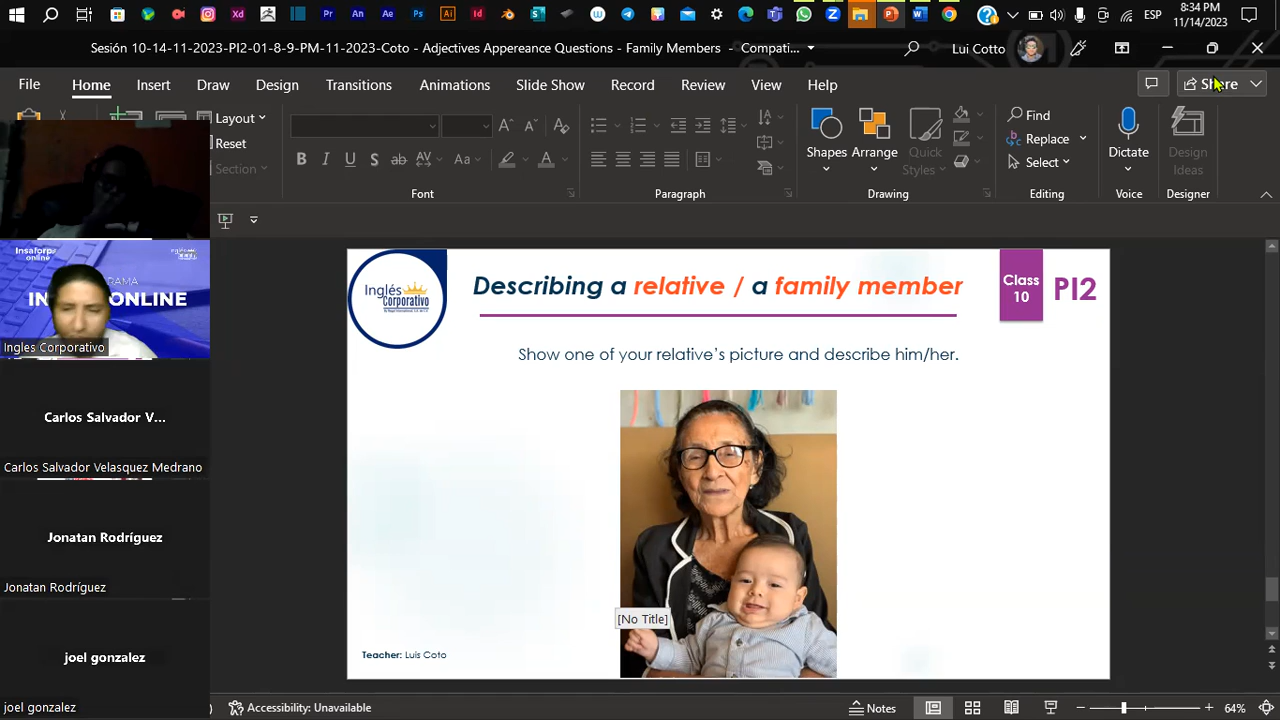 8:34 PM
ESP
11/14/2023
Sesión 10-14-11-2023-PI2-01-8-9-PM-11-2023-Coto - Adjectives Appereance Questions - Family Members - Compati...
Lui Cotto
File
Home
Insert
Draw
Design
Transitions
Animations
Slide Show
Record
Review
View
Help
Share
Layout
Reset
Section
Font
Paragraph
Shapes
Arrange
Quick Styles
Drawing
Find
Replace
Select
Editing
Dictate
Voice
Design Ideas
Designer
Ingles Corporativo
Carlos Salvador V...
Carlos Salvador Velasquez Medrano
Jonatan Rodríguez
Jonatan Rodríguez
joel gonzalez
joel gonzalez
Inglés Corporativo
Describing a relative / a family member
Class 10
PI2
Show one of your relative's picture and describe him/her.
[No Title]
Teacher: Luis Coto
Accessibility: Unavailable
Notes
64%